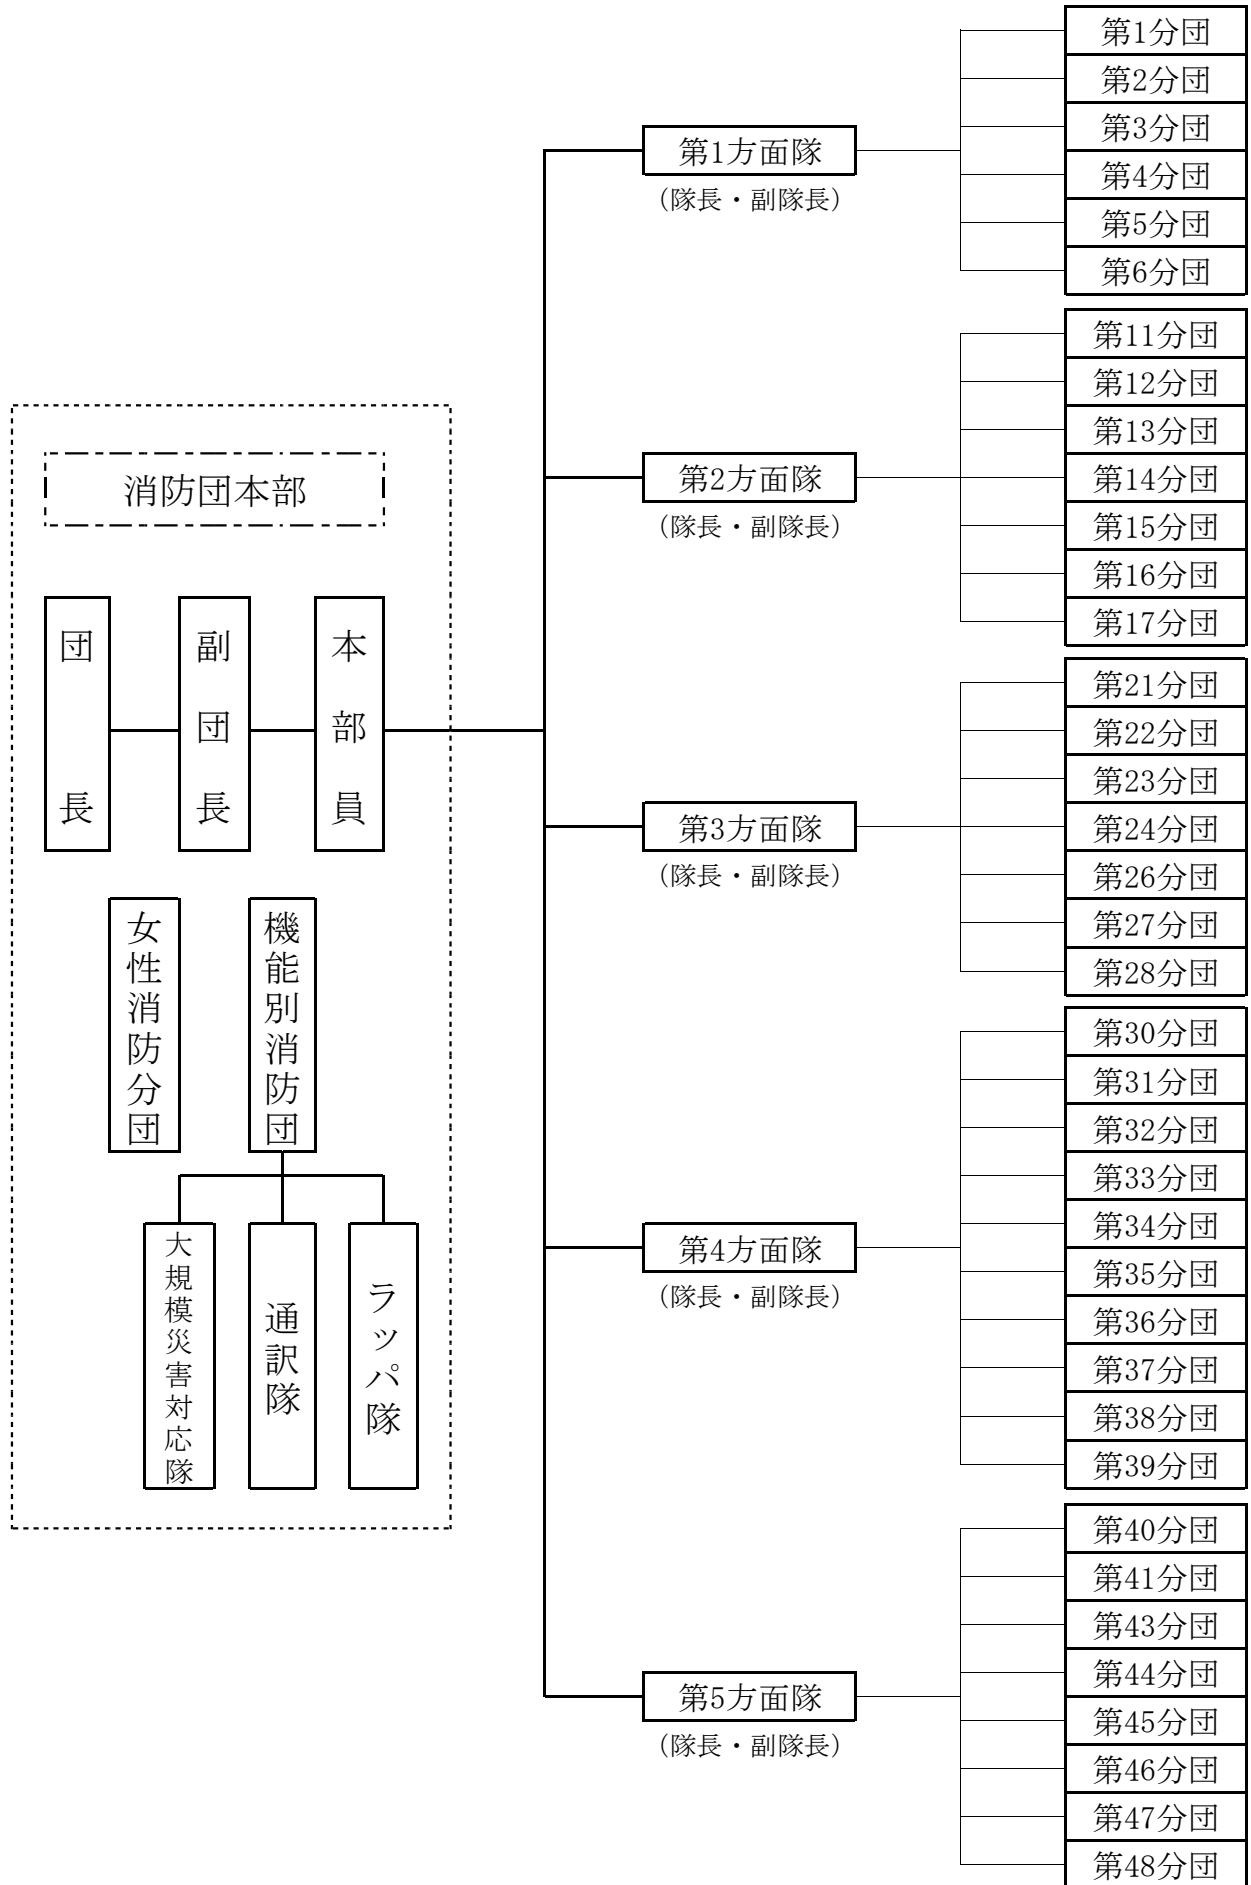 消防団本部
団長
副団長
本部員
女性消防分団
機能別消防団
大規模災害対応隊
通訳隊
ラッパ隊
第1方面隊
（隊長・副隊長）
第1分団
第2分団
第3分団
第4分団
第5分団
第6分団
第2方面隊
（隊長・副隊長）
第11分団
第12分団
第13分団
第14分団
第15分団
第16分団
第17分団
第3方面隊
（隊長・副隊長）
第21分団
第22分団
第23分団
第24分団
第26分団
第27分団
第28分団
第4方面隊
（隊長・副隊長）
第30分団
第31分団
第32分団
第33分団
第34分団
第35分団
第36分団
第37分団
第38分団
第39分団
第5方面隊
（隊長・副隊長）
第40分団
第41分団
第43分団
第44分団
第45分団
第46分団
第47分団
第48分団